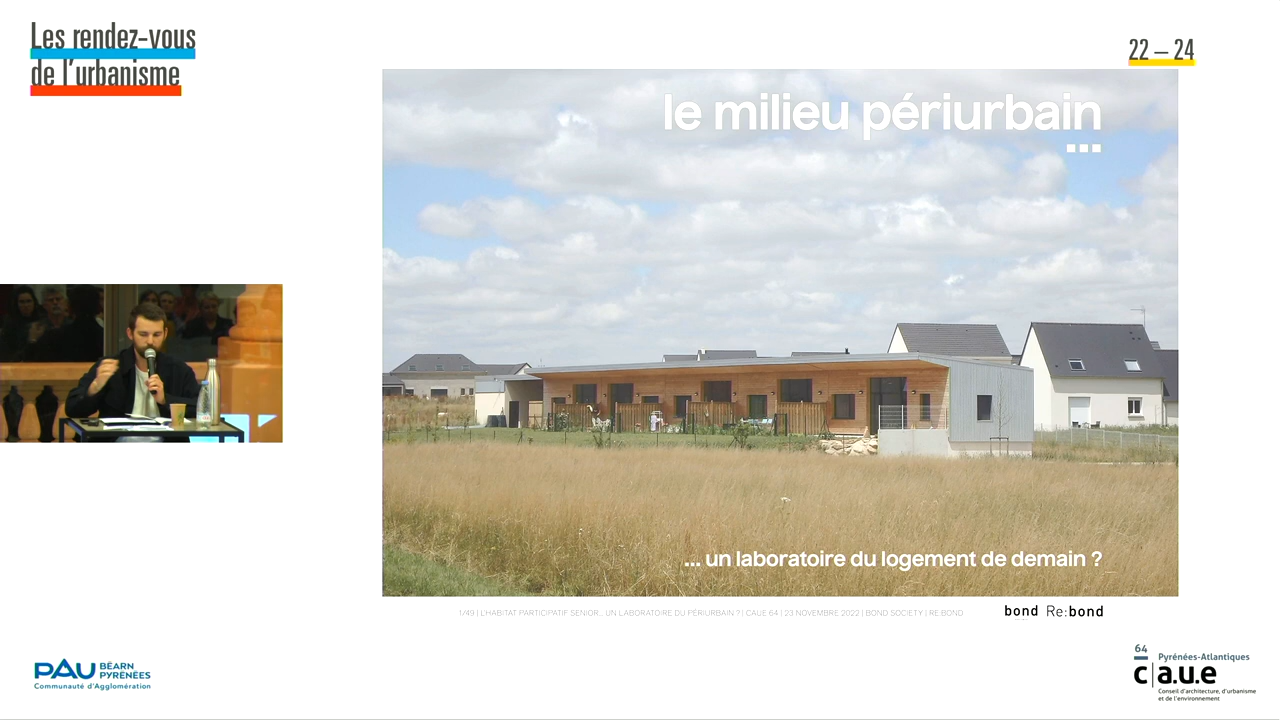 Les rendez-vous
de l'urbanisme
22 – 24
le milieu périurbain
...
... un laboratoire du logement de demain ?
1/49 | L'HABITAT PARTICIPATIF SENIOR... UN LABORATOIRE DU PÉRIURBAIN ? | CAUE 64 | 23 NOVEMBRE 2022 | BOND SOCIETY | RE:BOND
bond Re:bond
PAU BÉARN
PYRÉNÉES
Communauté d'Agglomération
64
Pyrénées-Atlantiques
c|a.u.e
Conseil d'architecture, d'urbanisme
et de l'environnement